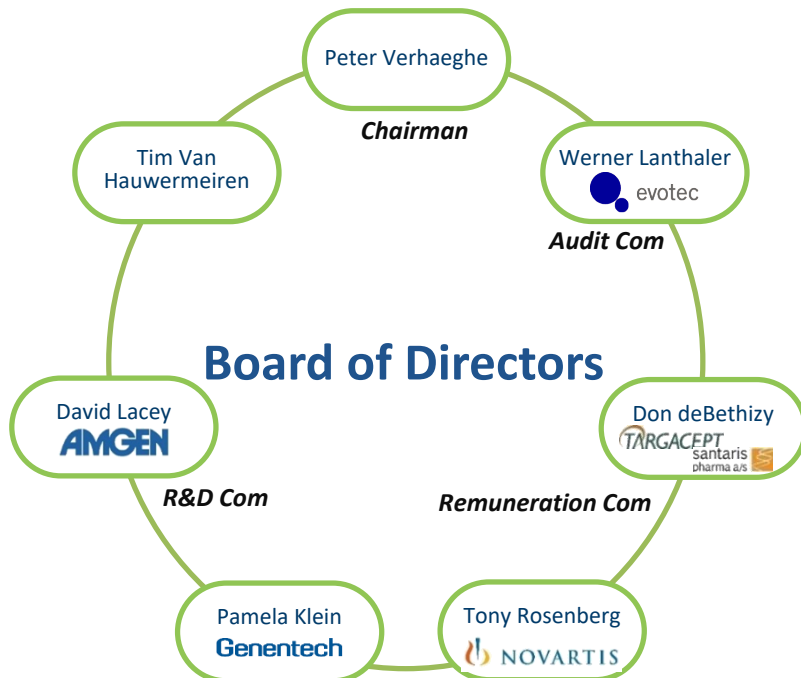 Peter Verhaeghe
Chairman
Tim Van
Hauwermeiren
Werner Lanthaler
evotec
Audit Com
Board of Directors
David Lacey
AMGEN
R&D Com
Don deBethizy
TARGACEPT
santaris
pharma a/s
Remuneration Com
Pamela Klein
Genentech
Tony Rosenberg
NOVARTIS